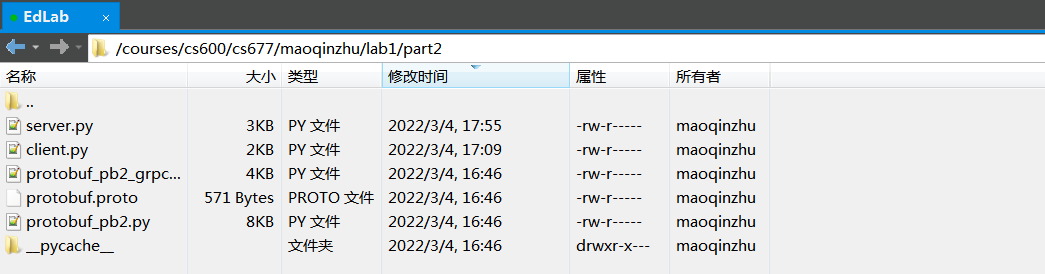 EdLab ×
/courses/cs600/cs677/maoqinzhu/lab1/part2
名称 大小 类型 修改时间 属性 所有者
..
server.py 3KB PY 文件 2022/3/4, 17:55 -rw-r----- maoqinzhu
client.py 2KB PY 文件 2022/3/4, 17:09 -rw-r----- maoqinzhu
protobuf_pb2_grpc... 4KB PY 文件 2022/3/4, 16:46 -rw-r----- maoqinzhu
protobuf.proto 571 Bytes PROTO 文件 2022/3/4, 16:46 -rw-r----- maoqinzhu
protobuf_pb2.py 8KB PY 文件 2022/3/4, 16:46 -rw-r----- maoqinzhu
__pycache__ 文件夹 2022/3/4, 16:46 drwxr-x--- maoqinzhu